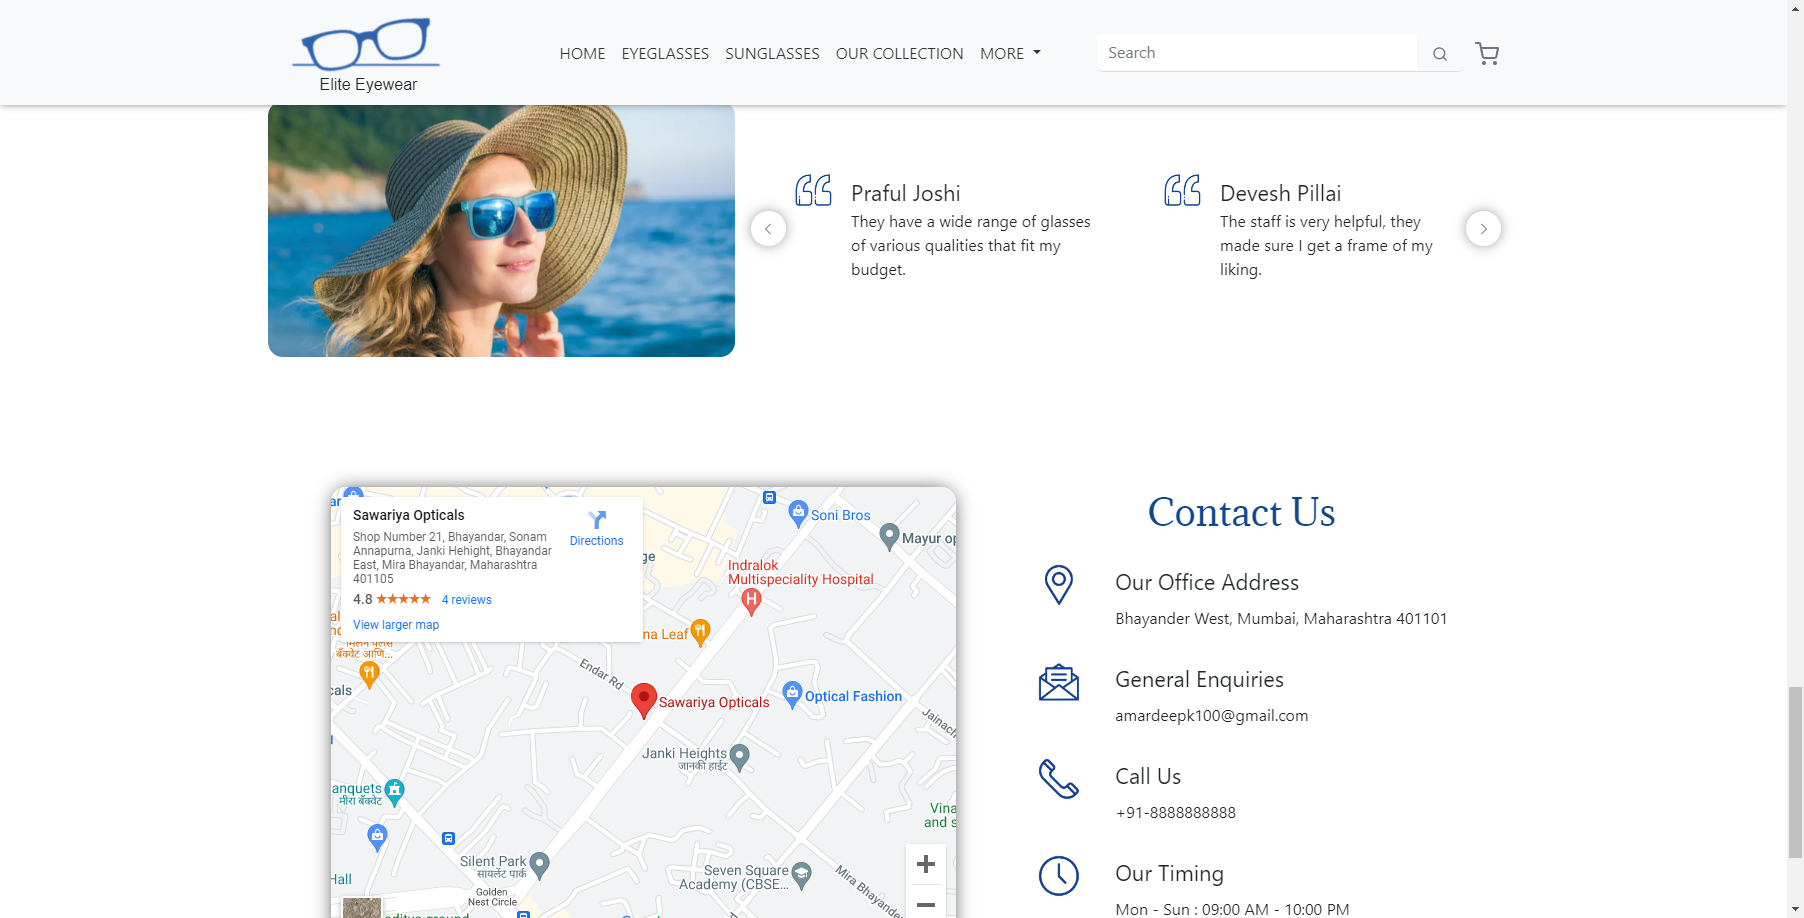 Elite Eyewear
HOME EYEGLASSES SUNGLASSES OUR COLLECTION MORE
Search
Praful Joshi
They have a wide range of glasses
of various qualities that fit my
budget.
Devesh Pillai
The staff is very helpful, they
made sure I get a frame of my
liking.
Sawariya Opticals
Shop Number 21, Bhayandar, Sonam
Annapurna, Janki Hehight, Bhayandar
East, Mira Bhayandar, Maharashtra
401105
4.8 4 reviews
View larger map
Directions
Soni Bros
Mayur op
Indralok
Multispeciality Hospital
na Leaf
बँक्वेट आणि...
Endar Rd
cals
Sawariya Opticals
Optical Fashion
Jainach
Janki Heights
जानकी हाईट
anquets
मीरा बँक्वेट
Vina
and s
Silent Park
सायलेंट पार्क
Hall
Golden
Nest Circle
Seven Square
Academy (CBSE...
Mira Bhayander
Contact Us
Our Office Address
Bhayander West, Mumbai, Maharashtra 401101
General Enquiries
amardeepk100@gmail.com
Call Us
+91-8888888888
Our Timing
Mon - Sun : 09:00 AM - 10:00 PM